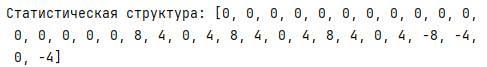 Статистическая структура: [0, 0, 0, 0, 0, 0, 0, 0, 0, 0, 0,
0, 0, 0, 0, 0, 8, 4, 0, 4, 8, 4, 0, 4, 8, 4, 0, 4, -8, -4,
0, -4]